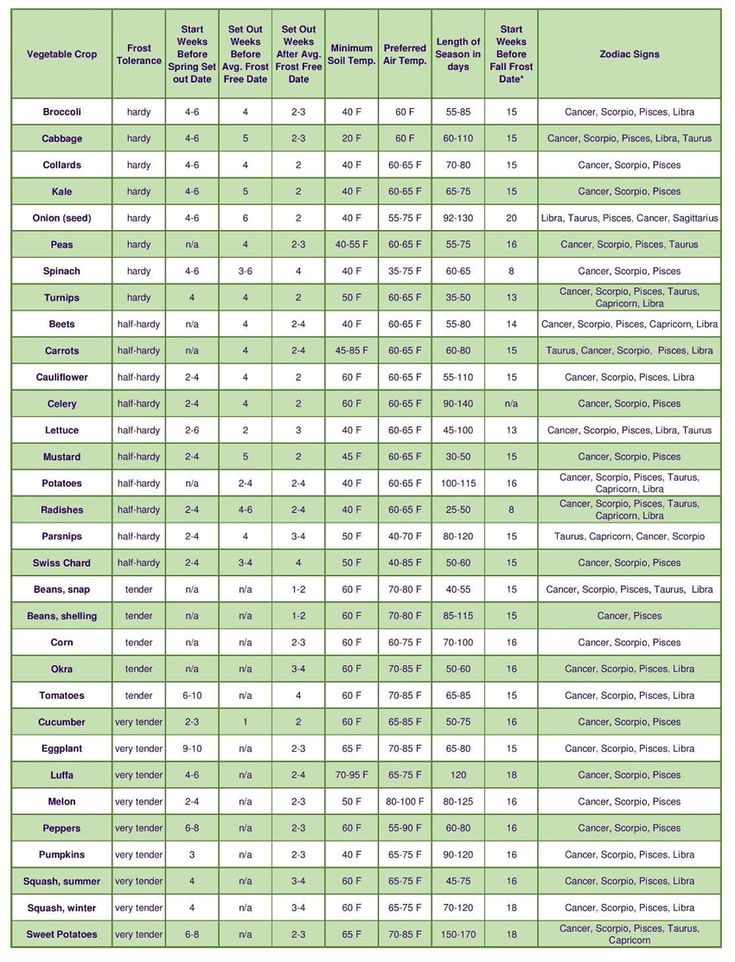 Vegetable Crop | Frost Tolerance | Start Weeks Before Spring Set out Date | Set Out Weeks Before Avg. Frost Free Date | Set Out Weeks After Avg. Frost Free Date | Minimum Soil Temp. | Preferred Air Temp. | Length of Season in days | Start Weeks Before Fall Frost Date* | Zodiac Signs
Broccoli | hardy | 4-6 | 4 | 2-3 | 40 F | 60 F | 55-85 | 15 | Cancer, Scorpio, Pisces, Libra
Cabbage | hardy | 4-6 | 5 | 2-3 | 20 F | 60 F | 60-110 | 15 | Cancer, Scorpio, Pisces, Libra, Taurus
Collards | hardy | 4-6 | 4 | 2 | 40 F | 60-65 F | 70-80 | 15 | Cancer, Scorpio, Pisces
Kale | hardy | 4-6 | 5 | 2 | 40 F | 60-65 F | 65-75 | 15 | Cancer, Scorpio, Pisces
Onion (seed) | hardy | 4-6 | 6 | 2 | 40 F | 55-75 F | 92-130 | 20 | Libra, Taurus, Pisces, Cancer, Sagittarius
Peas | hardy | n/a | 4 | 2-3 | 40-55 F | 60-65 F | 55-75 | 16 | Cancer, Scorpio, Pisces, Taurus
Spinach | hardy | 4-6 | 3-6 | 4 | 40 F | 35-75 F | 60-65 | 8 | Cancer, Scorpio, Pisces
Turnips | hardy | 4 | 4 | 2 | 50 F | 60-65 F | 35-50 | 13 | Cancer, Scorpio, Pisces, Taurus, Capricorn, Libra
Beets | half-hardy | n/a | 4 | 2-4 | 40 F | 60-65 F | 55-80 | 14 | Cancer, Scorpio, Pisces, Capricorn, Libra
Carrots | half-hardy | n/a | 4 | 2-4 | 45-85 F | 60-65 F | 60-80 | 15 | Taurus, Cancer, Scorpio, Pisces, Libra
Cauliflower | half-hardy | 2-4 | 4 | 2 | 60 F | 60-65 F | 55-110 | 15 | Cancer, Scorpio, Pisces, Libra
Celery | half-hardy | 2-4 | 4 | 2 | 60 F | 60-65 F | 90-140 | n/a | Cancer, Scorpio, Pisces
Lettuce | half-hardy | 2-6 | 2 | 3 | 40 F | 60-65 F | 45-100 | 13 | Cancer, Scorpio, Pisces, Libra, Taurus
Mustard | half-hardy | 2-4 | 5 | 2 | 45 F | 60-65 F | 30-50 | 15 | Cancer, Scorpio, Pisces
Potatoes | half-hardy | n/a | 2-4 | 2-4 | 40 F | 60-65 F | 100-115 | 16 | Cancer, Scorpio, Pisces, Taurus, Capricorn, Libra
Radishes | half-hardy | 2-4 | 4-6 | 2-4 | 40 F | 60-65 F | 25-50 | 8 | Cancer, Scorpio, Pisces, Taurus, Capricorn, Libra
Parsnips | half-hardy | 2-4 | 4 | 3-4 | 50 F | 40-70 F | 80-120 | 15 | Taurus, Capricorn, Cancer, Scorpio
Swiss Chard | half-hardy | 2-4 | 3-4 | 4 | 50 F | 40-85 F | 50-60 | 15 | Cancer, Scorpio, Pisces
Beans, snap | tender | n/a | n/a | 1-2 | 60 F | 70-80 F | 40-55 | 15 | Cancer, Scorpio, Pisces, Taurus, Libra
Beans, shelling | tender | n/a | n/a | 1-2 | 60 F | 70-80 F | 85-115 | 15 | Cancer, Pisces
Corn | tender | n/a | n/a | 2-3 | 60 F | 60-75 F | 70-100 | 16 | Cancer, Scorpio, Pisces
Okra | tender | n/a | n/a | 3-4 | 60 F | 70-85 F | 50-60 | 16 | Cancer, Scorpio, Pisces, Libra
Tomatoes | tender | 6-10 | n/a | 4 | 60 F | 70-85 F | 65-85 | 15 | Cancer, Scorpio, Pisces
Cucumber | very tender | 2-3 | 1 | 2 | 60 F | 65-85 F | 50-75 | 16 | Cancer, Scorpio, Pisces
Eggplant | very tender | 9-10 | n/a | 2-3 | 65 F | 70-85 F | 65-80 | 15 | Cancer, Scorpio, Pisces, Libra
Luffa | very tender | 4-6 | n/a | 2-4 | 70-95 F | 65-75 F | 120 | 18 | Cancer, Scorpio, Pisces
Melon | very tender | 2-4 | n/a | 2-3 | 50 F | 80-100 F | 80-125 | 16 | Cancer, Scorpio, Pisces
Peppers | very tender | 6-8 | n/a | 2-3 | 60 F | 55-90 F | 60-80 | 16 | Cancer, Scorpio, Pisces
Pumpkins | very tender | 3 | n/a | 2-3 | 40 F | 65-75 F | 90-120 | 16 | Cancer, Scorpio, Pisces, Libra
Squash, summer | very tender | 4 | n/a | 3-4 | 60 F | 65-75 F | 45-75 | 16 | Cancer, Scorpio, Pisces, Libra
Squash, winter | very tender | 4 | n/a | 3-4 | 60 F | 65-75 F | 70-120 | 18 | Cancer, Scorpio, Pisces, Libra
Sweet Potatoes | very tender | 6-8 | n/a | 2-3 | 65 F | 70-85 F | 150-170 | 18 | Cancer, Scorpio, Pisces, Taurus, Capricorn